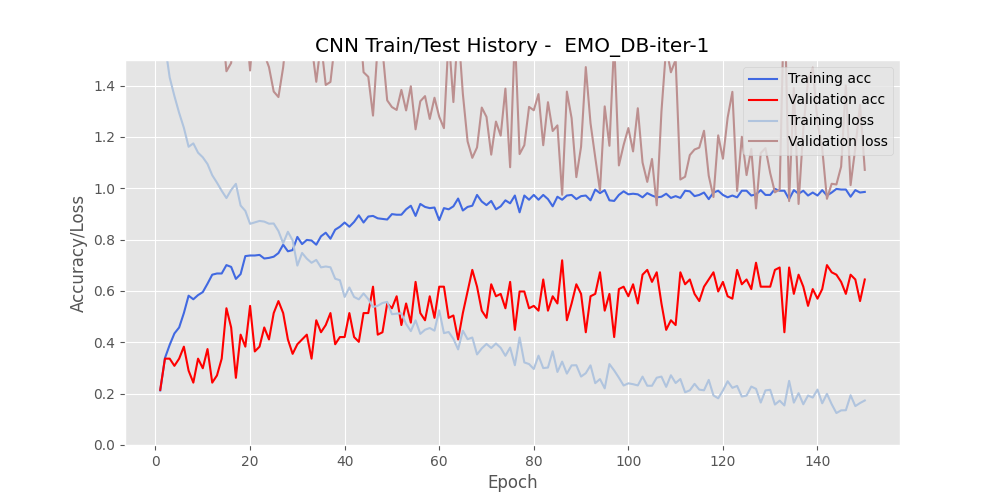 CNN Train/Test History -  EMO_DB-iter-1
Training acc
Validation acc
Training loss
Validation loss
1.4
1.2
1.0
0.8
0.6
0.4
0.2
0.0
Accuracy/Loss
0 20 40 60 80 100 120 140
Epoch